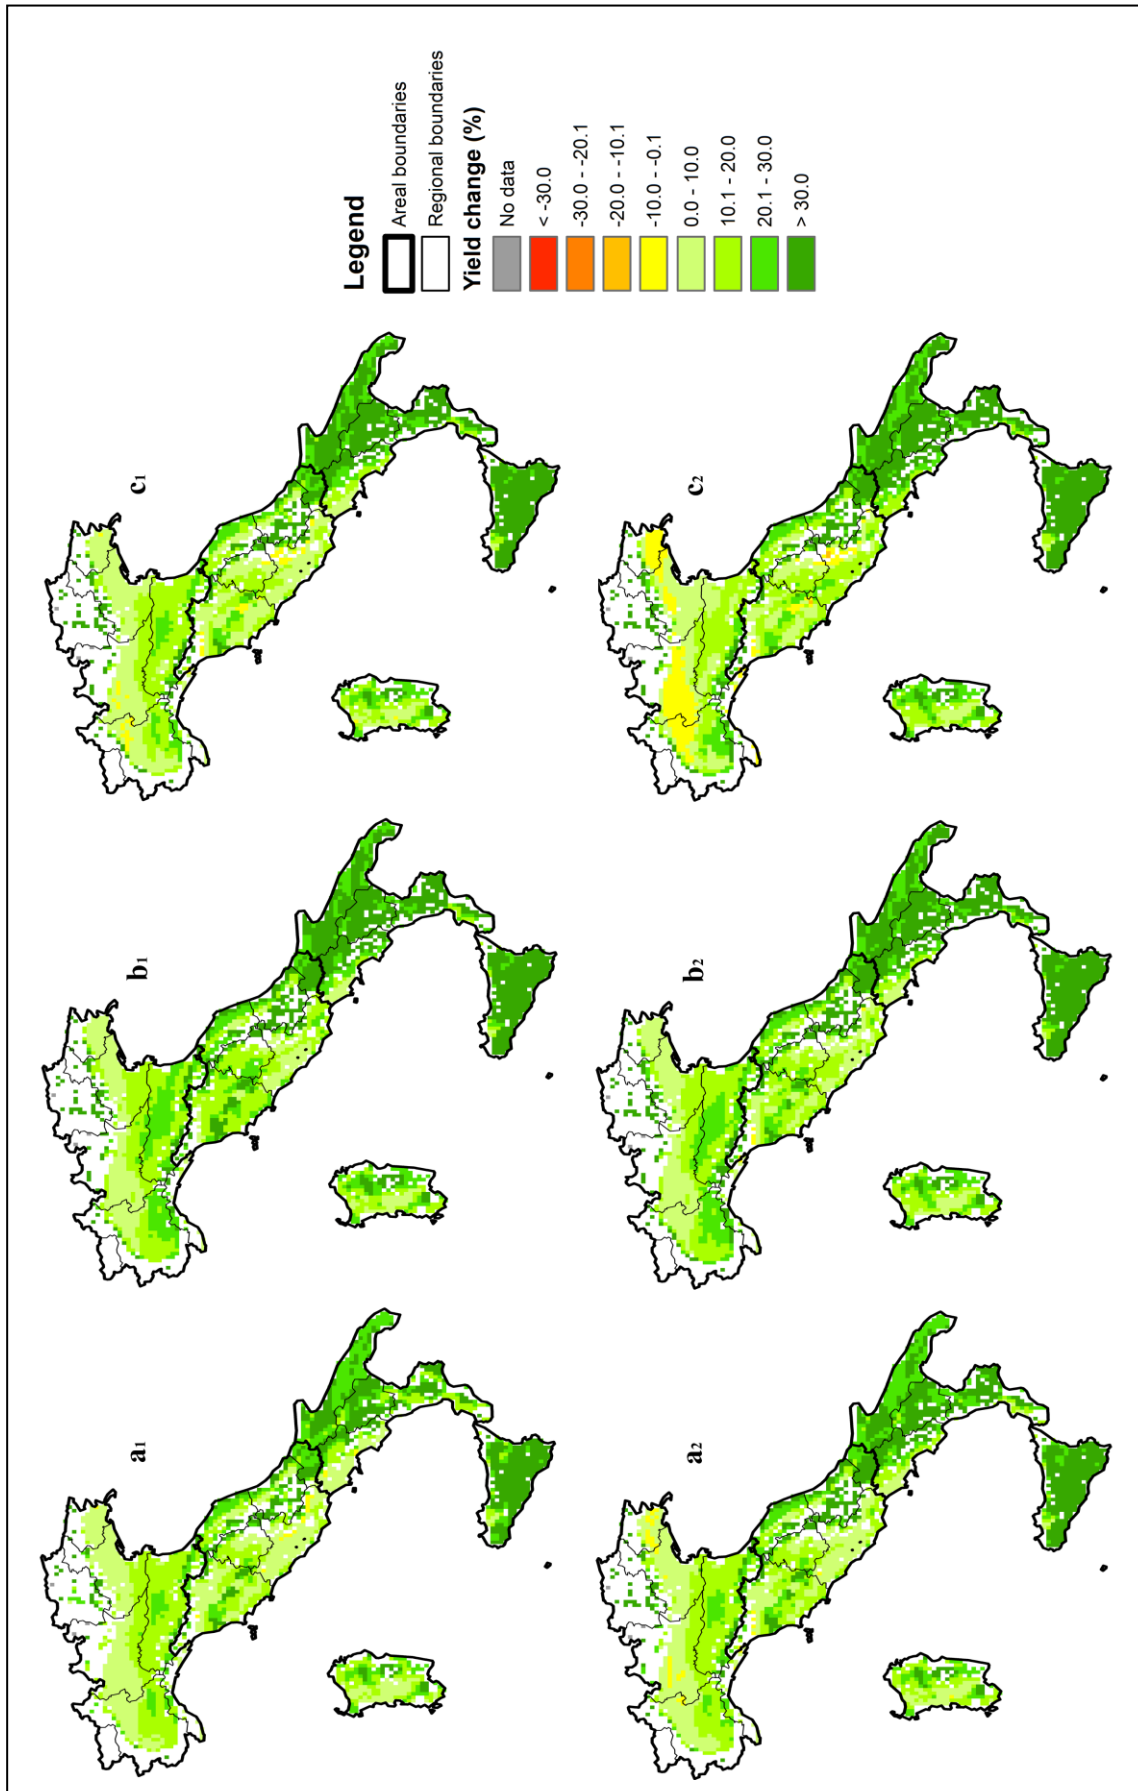 a1
b1
c1
a2
b2
c2
Legend
Areal boundaries
Regional boundaries
Yield change (%)
No data
< -30.0
-30.0 - -20.1
-20.0 - -10.1
-10.0 - -0.1
0.0 - 10.0
10.1 - 20.0
20.1 - 30.0
> 30.0